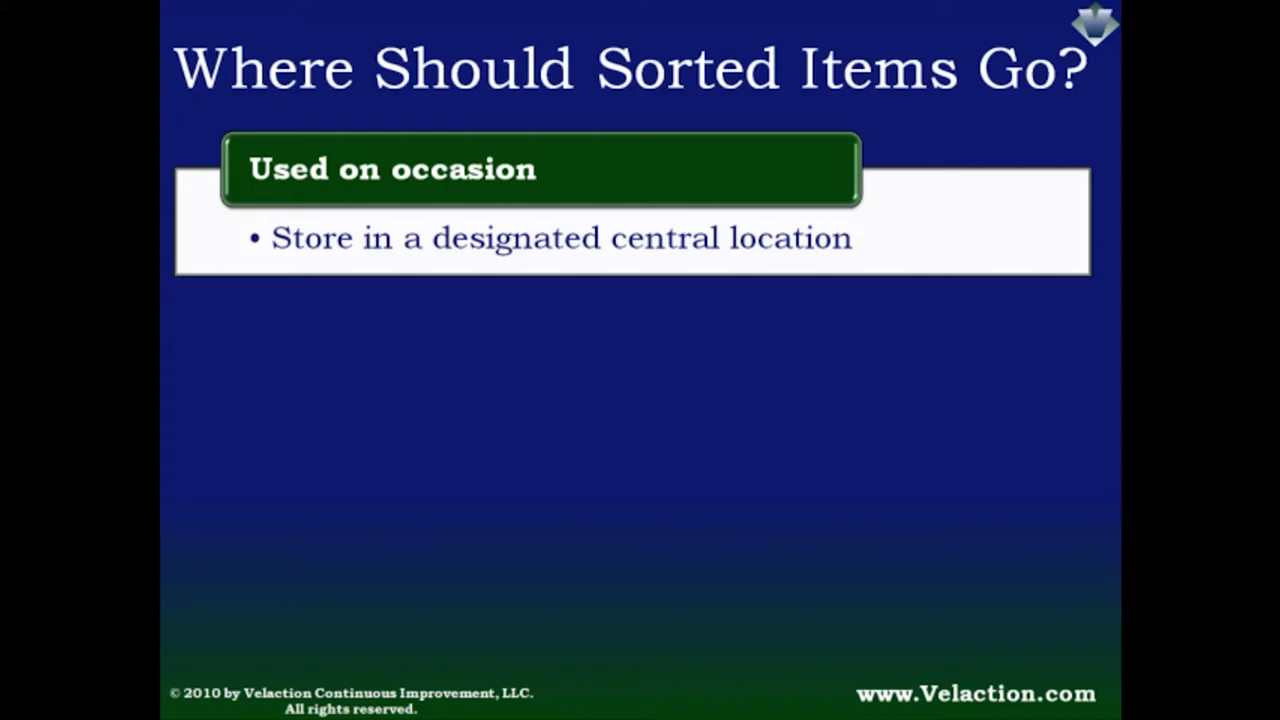 Where Should Sorted Items Go?
Used on occasion
• Store in a designated central location
© 2010 by Velaction Continuous Improvement, LLC.
All rights reserved.
www.Velaction.com